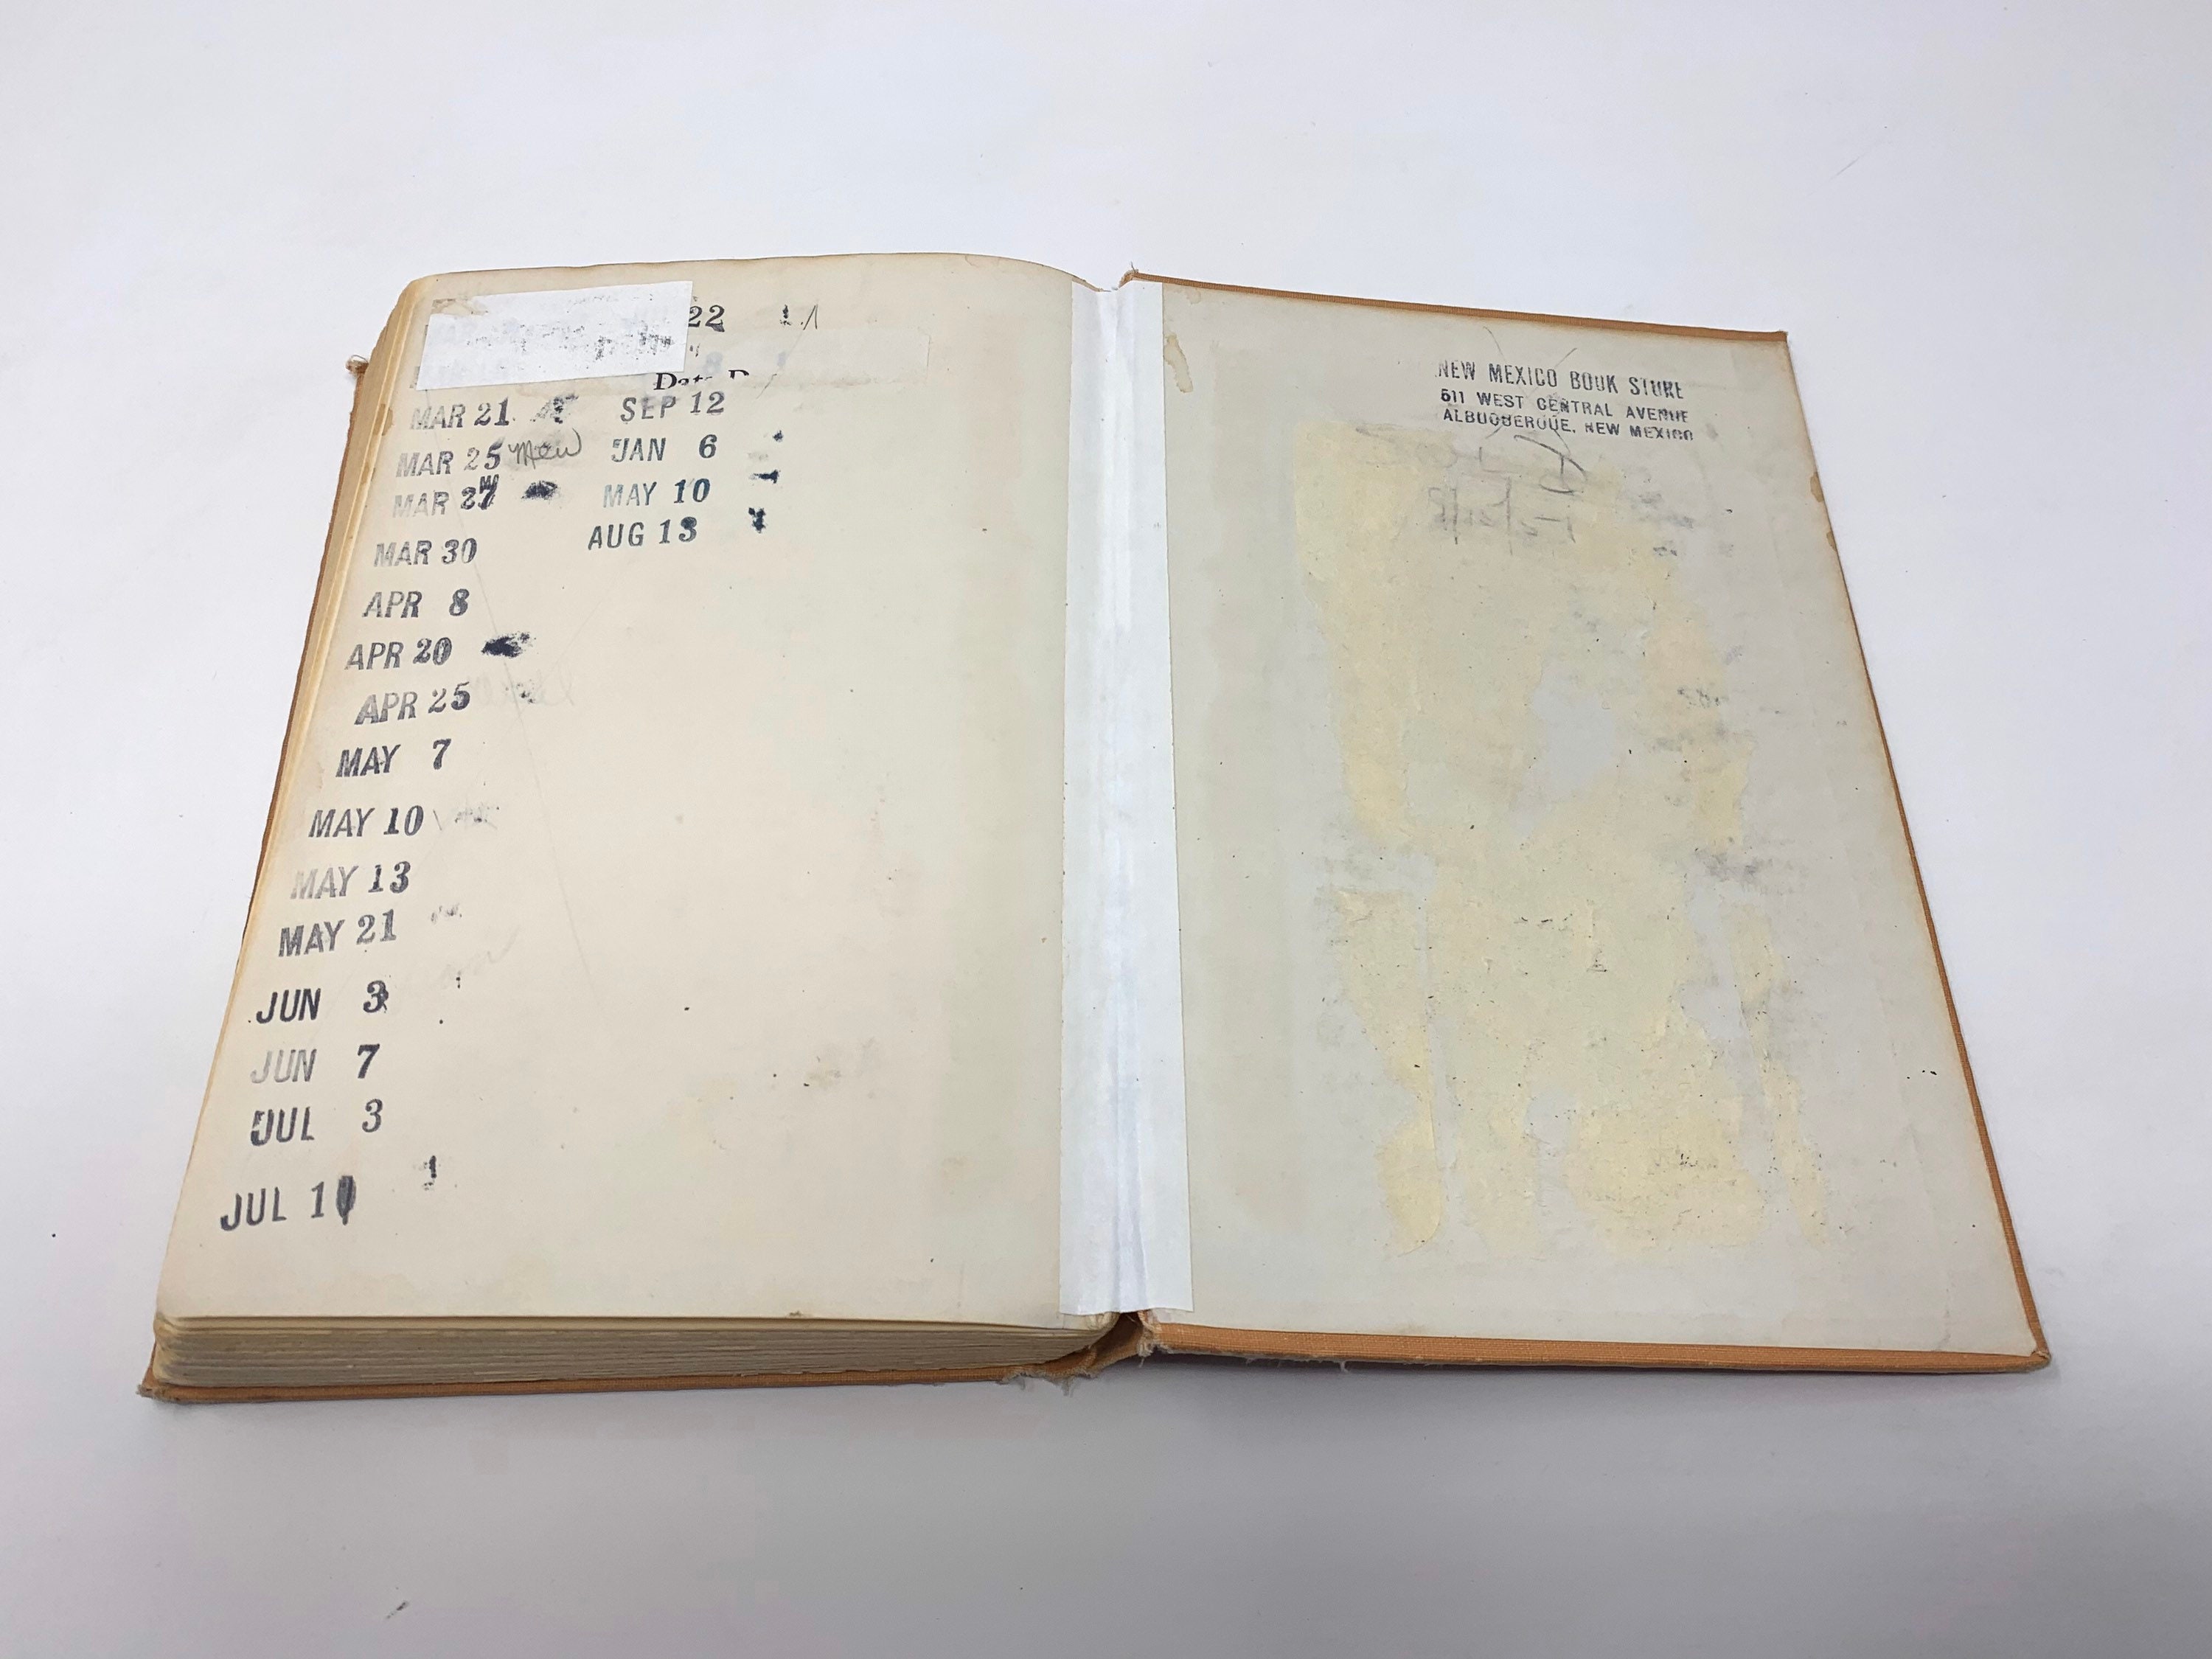 22
Date D
MAR 21
MAR 25 Mew
MAR 27
MAR 30
APR 8
APR 20
APR 25
MAY 7
MAY 10
MAY 13
MAY 21
JUN 3
JUN 7
JUL 3
JUL 1
SEP 12
JAN 6
MAY 10
AUG 13
NEW MEXICO BOOK STORE
511 WEST CENTRAL AVENUE
ALBUQUERQUE, NEW MEXICO